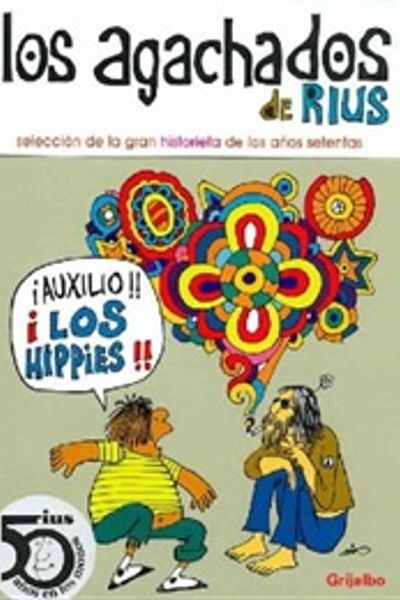 los agachados
de RIUS
selección de la gran historieta de los años setentas
¡AUXILIO!!
¡LOS
HIPPIES!!
rius
50
años en los monos
Grijalbo